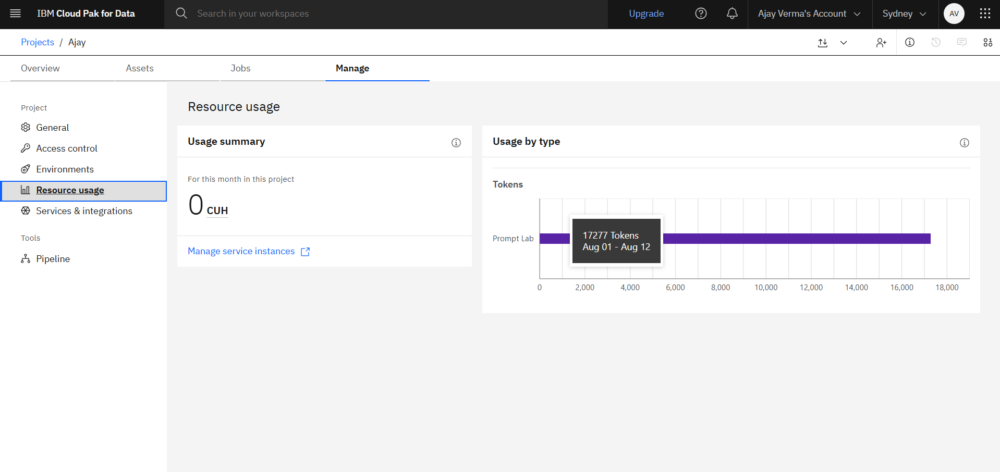 IBM Cloud Pak for Data
Search in your workspaces
Upgrade
Ajay Verma's Account
Sydney
AV
Projects / Ajay
Overview
Assets
Jobs
Manage
Project
General
Access control
Environments
Resource usage
Services & integrations
Tools
Pipeline
Resource usage
Usage summary
For this month in this project
0 CUH
Manage service instances
Usage by type
Tokens
Prompt Lab
17277 Tokens
Aug 01 - Aug 12
0 2,000 4,000 6,000 8,000 10,000 12,000 14,000 16,000 18,000